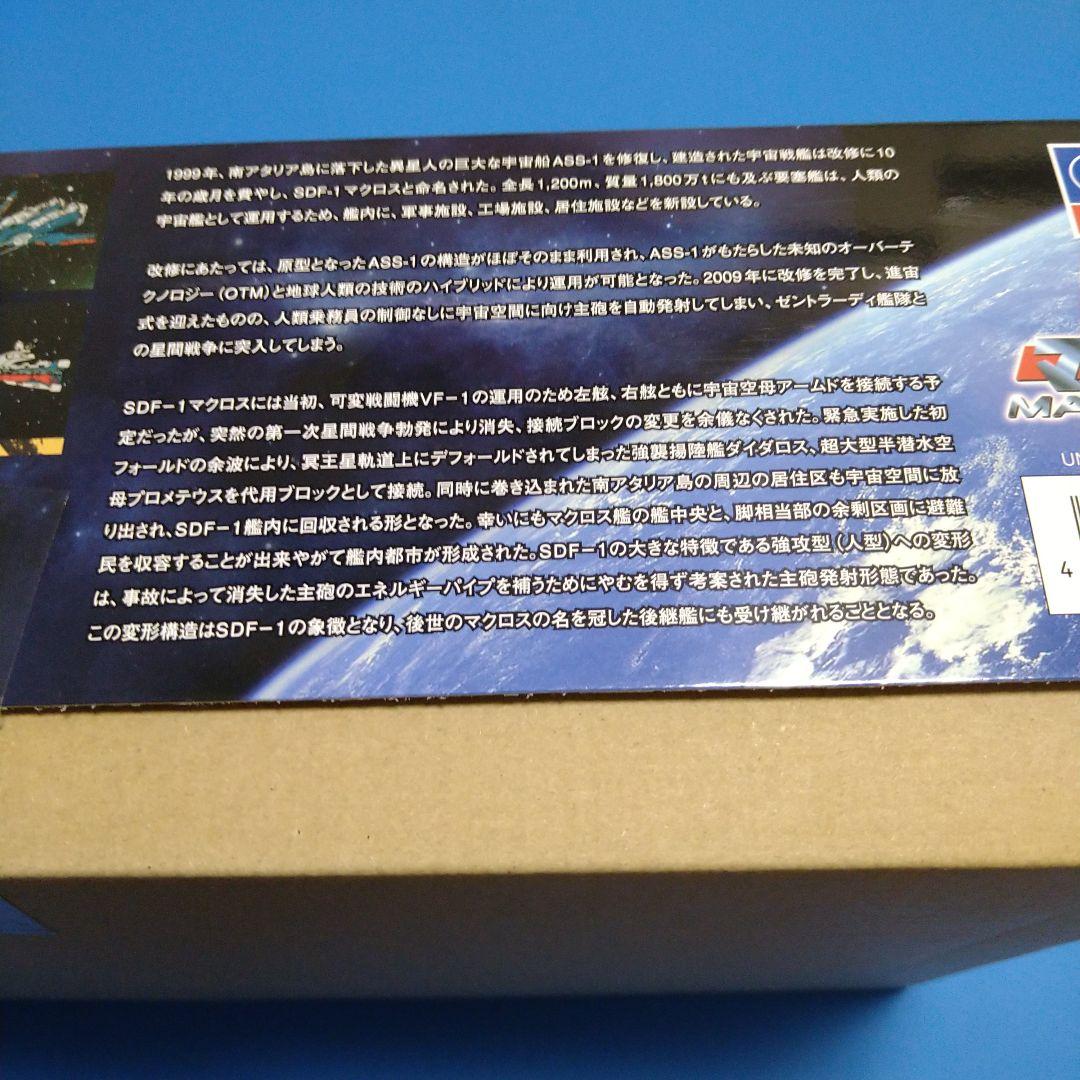 1999年、南アタリア島に落下した異星人の巨大な宇宙船ASS-1を修復し、建造された宇宙戦艦は改修に10
年の歳月を費やし、SDF-1マクロスと命名された。全長1,200m、質量1,800万tにも及ぶ要塞艦は、人類の
宇宙艦として運用するため、艦内に、軍事施設、工場施設、居住施設などを新設している。
改修にあたっては、原型となったASS-1の構造がほぼそのまま利用され、ASS-1がもたらした未知のオーバーテ
クノロジー(OTM)と地球人類の技術のハイブリッドにより運用が可能となった。2009年に改修を完了し、進宙
式を迎えたものの、人類乗務員の制御なしに宇宙空間に向け主砲を自動発射してしまい、ゼントラーディ艦隊と
の星間戦争に突入してしまう。
SDF-1マクロスには当初、可変戦闘機VF-1の運用のため左舷、右舷ともに宇宙空母アームドを接続する予
定だったが、突然の第一次星間戦争勃発により消失、接続ブロックの変更を余儀なくされた。緊急実施した初
フォールドの余波により、冥王星軌道上にデフォールドされてしまった強襲揚陸艦ダイダロス、超大型半潜水空
母プロメテウスを代用ブロックとして接続。同時に巻き込まれた南アタリア島の周辺の居住区も宇宙空間に放
り出され、SDF-1艦内に回収される形となった。幸いにもマクロス艦の艦中央と、脚相当部の余剰区画に避難
民を収容することが出来やがて艦内都市が形成された。SDF-1の大きな特徴である強攻型(人型)への変形
は、事故によって消失した主砲のエネルギーパイプを補うためにやむを得ず考案された主砲発射形態であった。
この変形構造はSDF-1の象徴となり、後世のマクロスの名を冠した後継艦にも受け継がれることとなる。
MA
UN
4